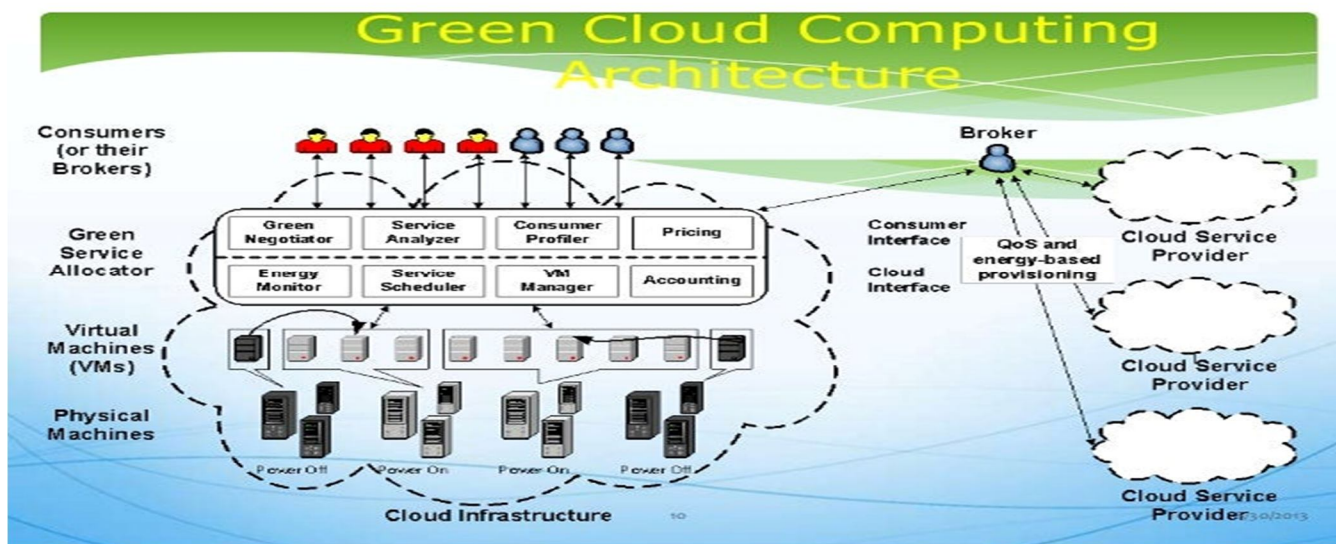 Green Cloud Computing
Architecture
Consumers
(or their
Brokers)
Broker
Green
Service
Allocator
Green
Negotiator
Service
Analyzer
Consumer
Profiler
Pricing
Energy
Monitor
Service
Scheduler
VM
Manager
Accounting
Consumer
Interface
Cloud
Interface
QoS and
energy-based
provisioning
Cloud Service
Provider
Virtual
Machines
(VMs)
Cloud Service
Provider
Physical
Machines
Power Off
Power On
Power On
Power Off
Cloud Service
Provider
Cloud Infrastructure
10
30/2013